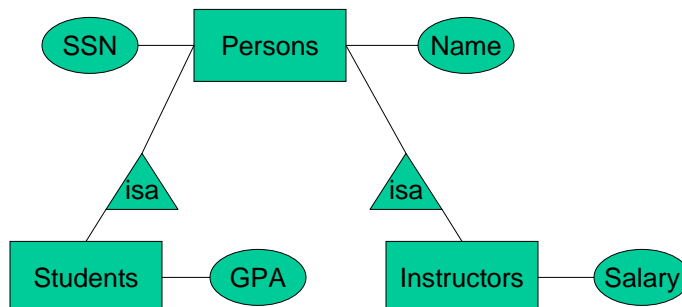 SSN
Persons
Name
isa
isa
Students
GPA
Instructors
Salary